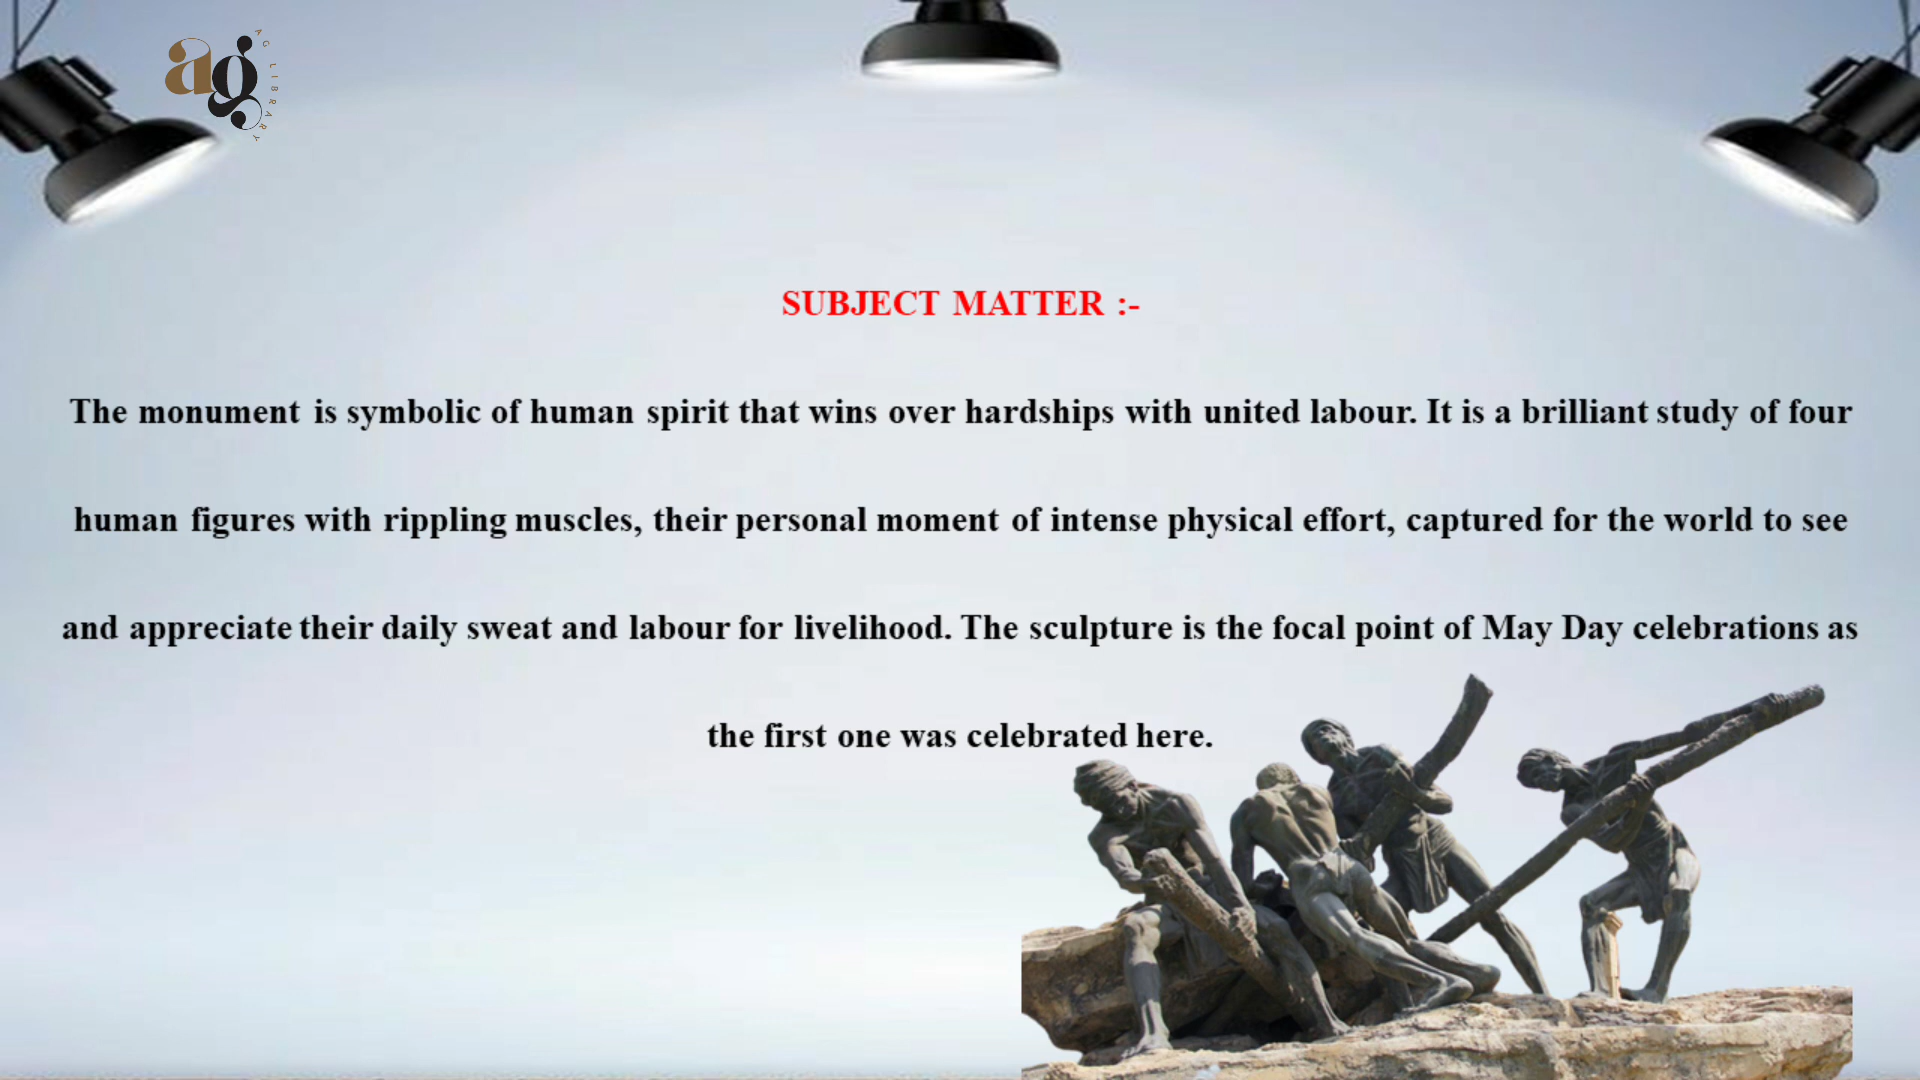 ag
AG LIBRARY
SUBJECT MATTER :-
The monument is symbolic of human spirit that wins over hardships with united labour. It is a brilliant study of four
human figures with rippling muscles, their personal moment of intense physical effort, captured for the world to see
and appreciate their daily sweat and labour for livelihood. The sculpture is the focal point of May Day celebrations as
the first one was celebrated here.